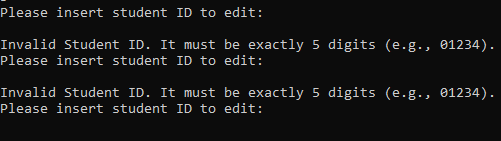 Please insert student ID to edit:
Invalid Student ID. It must be exactly 5 digits (e.g., 01234).
Please insert student ID to edit:
Invalid Student ID. It must be exactly 5 digits (e.g., 01234).
Please insert student ID to edit: